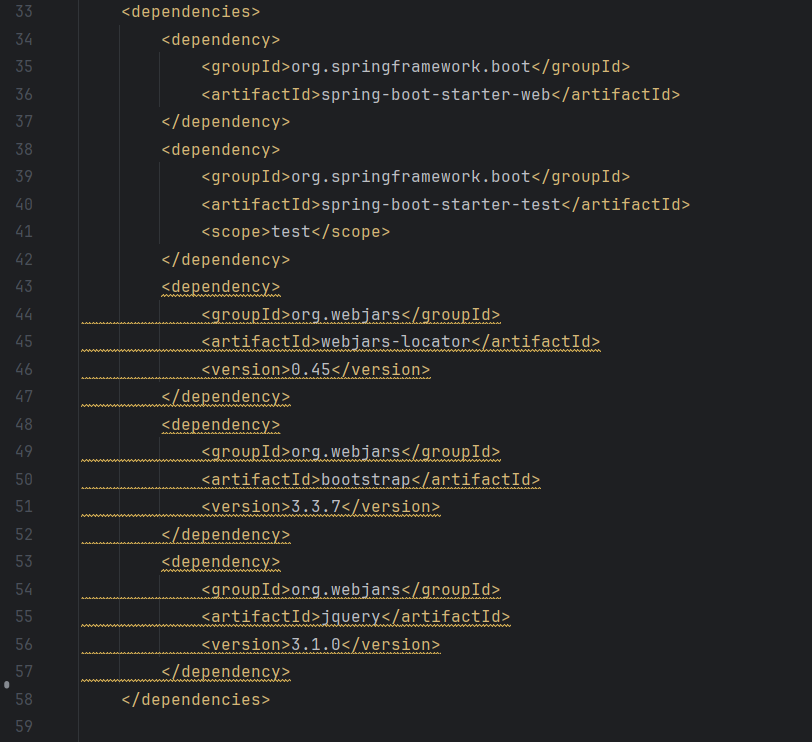 33 <dependencies>
34 <dependency>
35 <groupId>org.springframework.boot</groupId>
36 <artifactId>spring-boot-starter-web</artifactId>
37 </dependency>
38 <dependency>
39 <groupId>org.springframework.boot</groupId>
40 <artifactId>spring-boot-starter-test</artifactId>
41 <scope>test</scope>
42 </dependency>
43 <dependency>
44 <groupId>org.webjars</groupId>
45 <artifactId>webjars-locator</artifactId>
46 <version>0.45</version>
47 </dependency>
48 <dependency>
49 <groupId>org.webjars</groupId>
50 <artifactId>bootstrap</artifactId>
51 <version>3.3.7</version>
52 </dependency>
53 <dependency>
54 <groupId>org.webjars</groupId>
55 <artifactId>jquery</artifactId>
56 <version>3.1.0</version>
57 </dependency>
58 </dependencies>
59